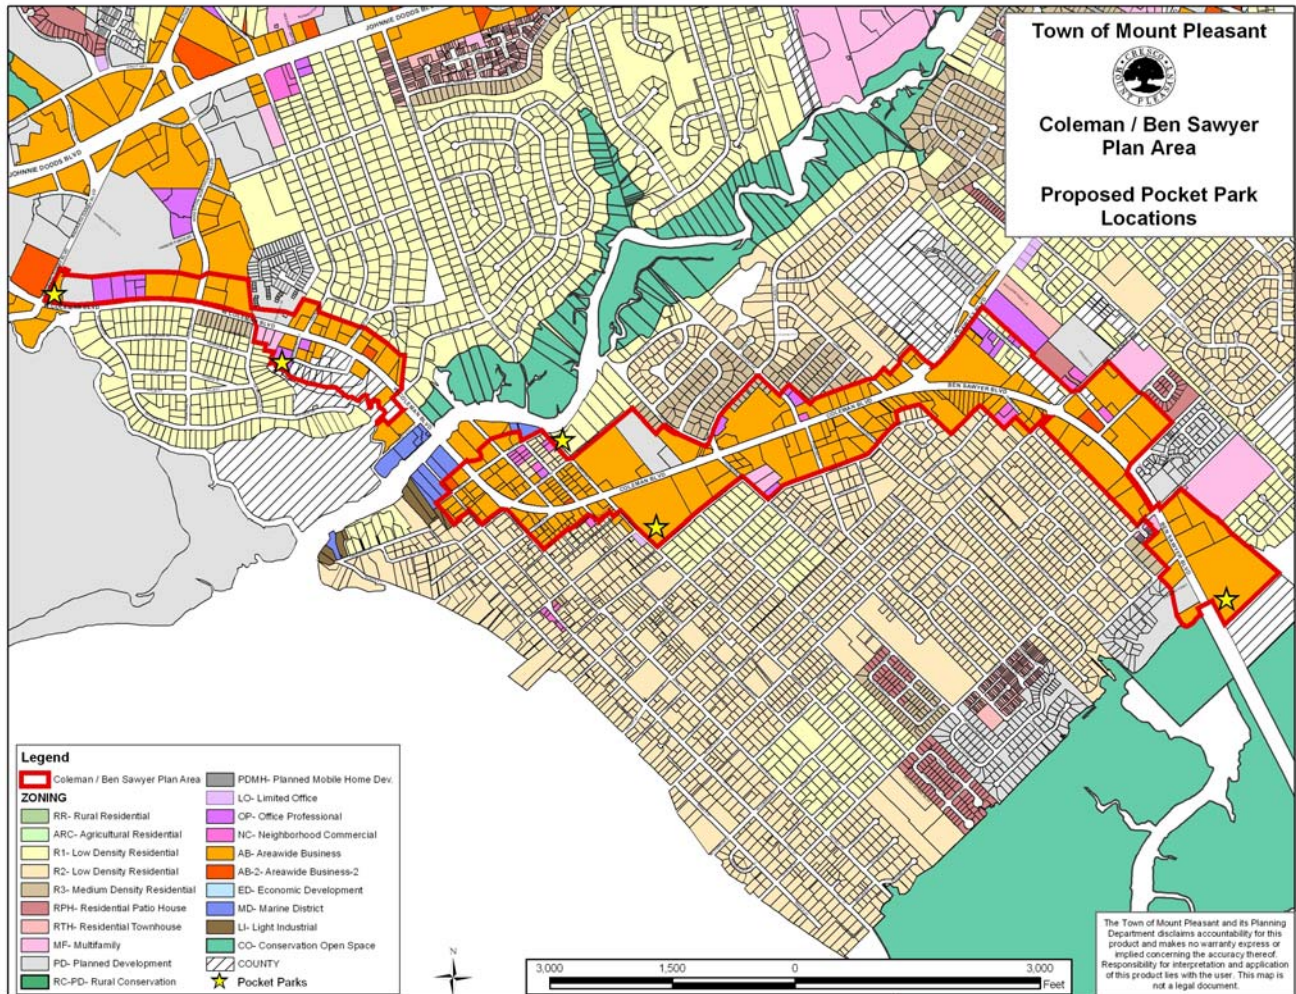 JOHNNIE DODDS BLVD
Town of Mount Pleasant
Coleman / Ben Sawyer
Plan Area
Proposed Pocket Park
Locations
JOHNNIE DODDS BLVD
COLEMAN BLVD
COLEMAN BLVD
BEN SAWYER BLVD
COLEMAN BLVD
BEN SAWYER BLVD
Legend
Coleman / Ben Sawyer Plan Area
ZONING
RR- Rural Residential
ARC- Agricultural Residential
R1- Low Density Residential
R2- Low Density Residential
R3- Medium Density Residential
RPH- Residential Patio House
RTH- Residential Townhouse
MF- Multifamily
PD- Planned Development
RC-PD- Rural Conservation
PDMH- Planned Mobile Home Dev.
LO- Limited Office
OP- Office Professional
NC- Neighborhood Commercial
AB- Areawide Business
AB-2- Areawide Business-2
ED- Economic Development
MD- Marine District
LI- Light Industrial
CO- Conservation Open Space
COUNTY
Pocket Parks
N
3,000 1,500 0 3,000
Feet
The Town of Mount Pleasant and its Planning
Department disclaims accountability for this
product and makes no warranty express or
implied concerning the accuracy thereof.
Responsibility for interpretation and application
of this product lies with the user. This map is
not a legal document.